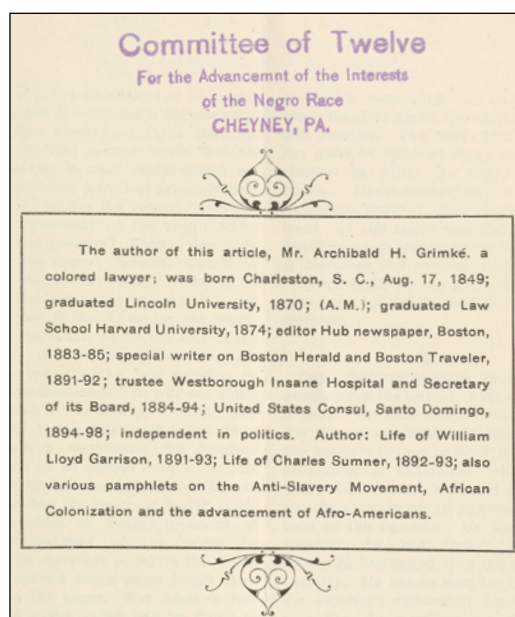 Committee of Twelve
For the Advancemnt of the Interests
of the Negro Race
CHEYNEY, PA.
The author of this article, Mr. Archibald H. Grimké. a
colored lawyer; was born Charleston, S. C., Aug. 17, 1849;
graduated Lincoln University, 1870; (A. M.); graduated Law
School Harvard University, 1874; editor Hub newspaper, Boston,
1883-85; special writer on Boston Herald and Boston Traveler,
1891-92; trustee Westborough Insane Hospital and Secretary
of its Board, 1884-94; United States Consul, Santo Domingo,
1894-98; independent in politics. Author: Life of William
Lloyd Garrison, 1891-93; Life of Charles Sumner, 1892-93; also
various pamphlets on the Anti-Slavery Movement, African
Colonization and the advancement of Afro-Americans.